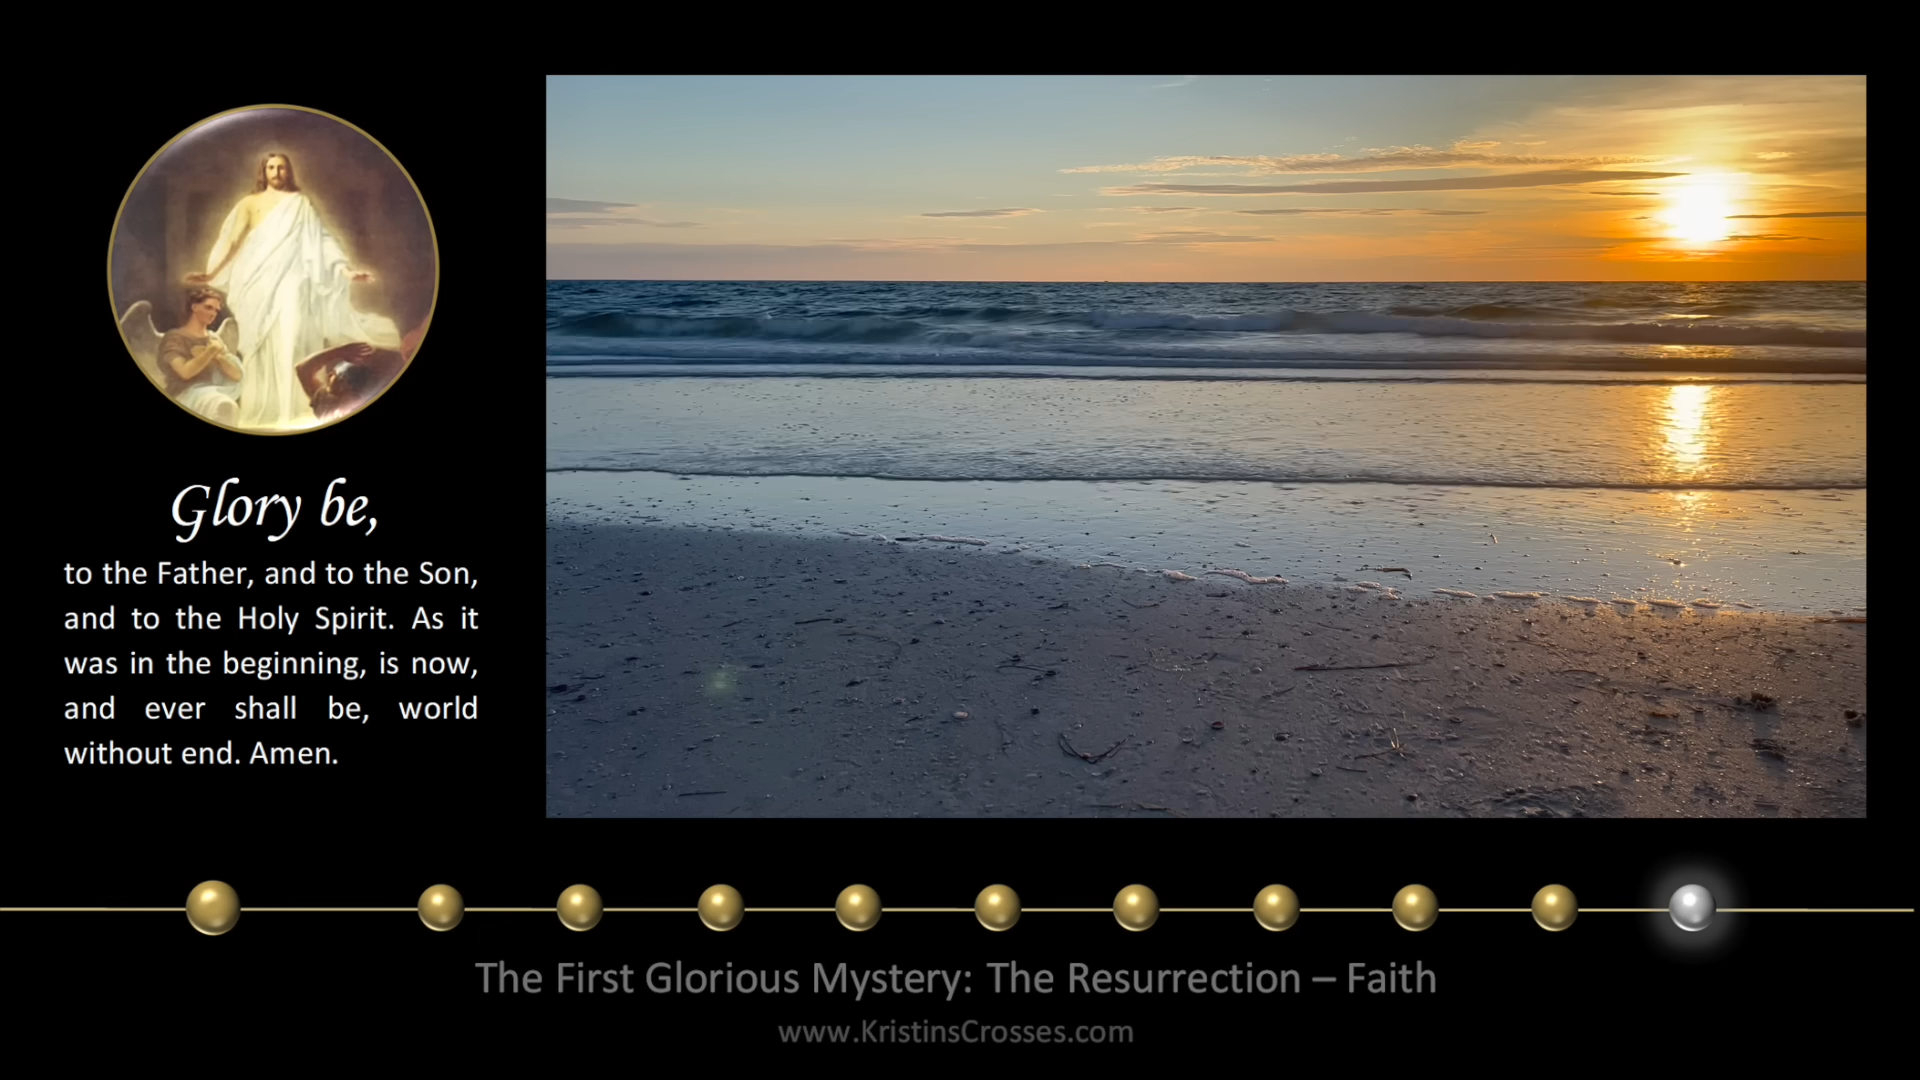 Glory be,
to the Father, and to the Son,
and to the Holy Spirit. As it
was in the beginning, is now,
and ever shall be, world
without end. Amen.
The First Glorious Mystery: The Resurrection – Faith
www.KristinsCrosses.com